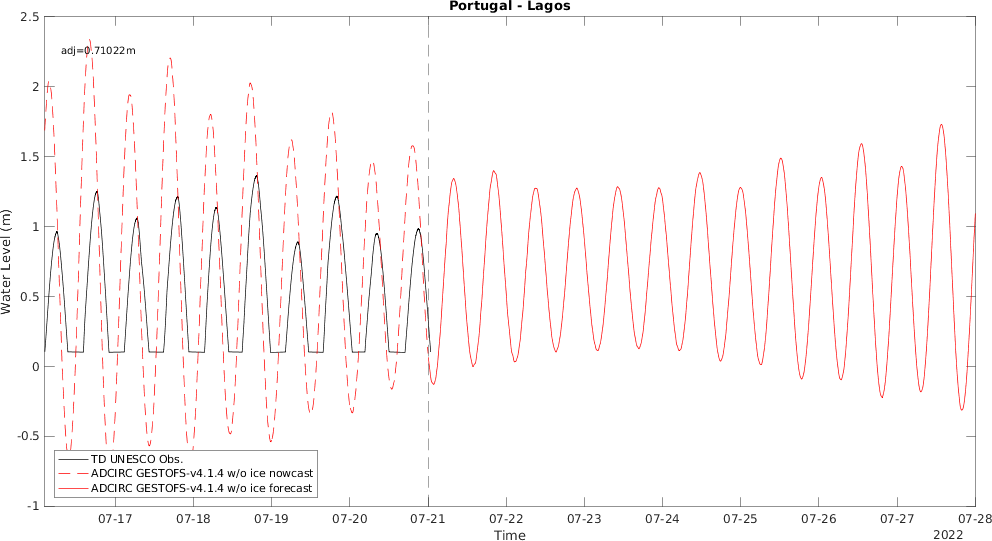 Portugal - Lagos
adj=0.71022m
2.5
2
1.5
1
0.5
0
-0.5
-1
Water Level (m)
TD UNESCO Obs.
ADCIRC GESTOFS-v4.1.4 w/o ice nowcast
ADCIRC GESTOFS-v4.1.4 w/o ice forecast
07-17 07-18 07-19 07-20 07-21 07-22 07-23 07-24 07-25 07-26 07-27 07-28
Time
2022